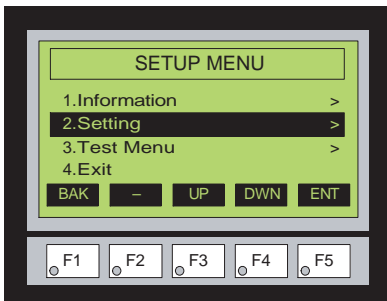 SETUP MENU
1.Information >
2.Setting >
3.Test Menu >
4.Exit
BAK – UP DWN ENT
F1 F2 F3 F4 F5